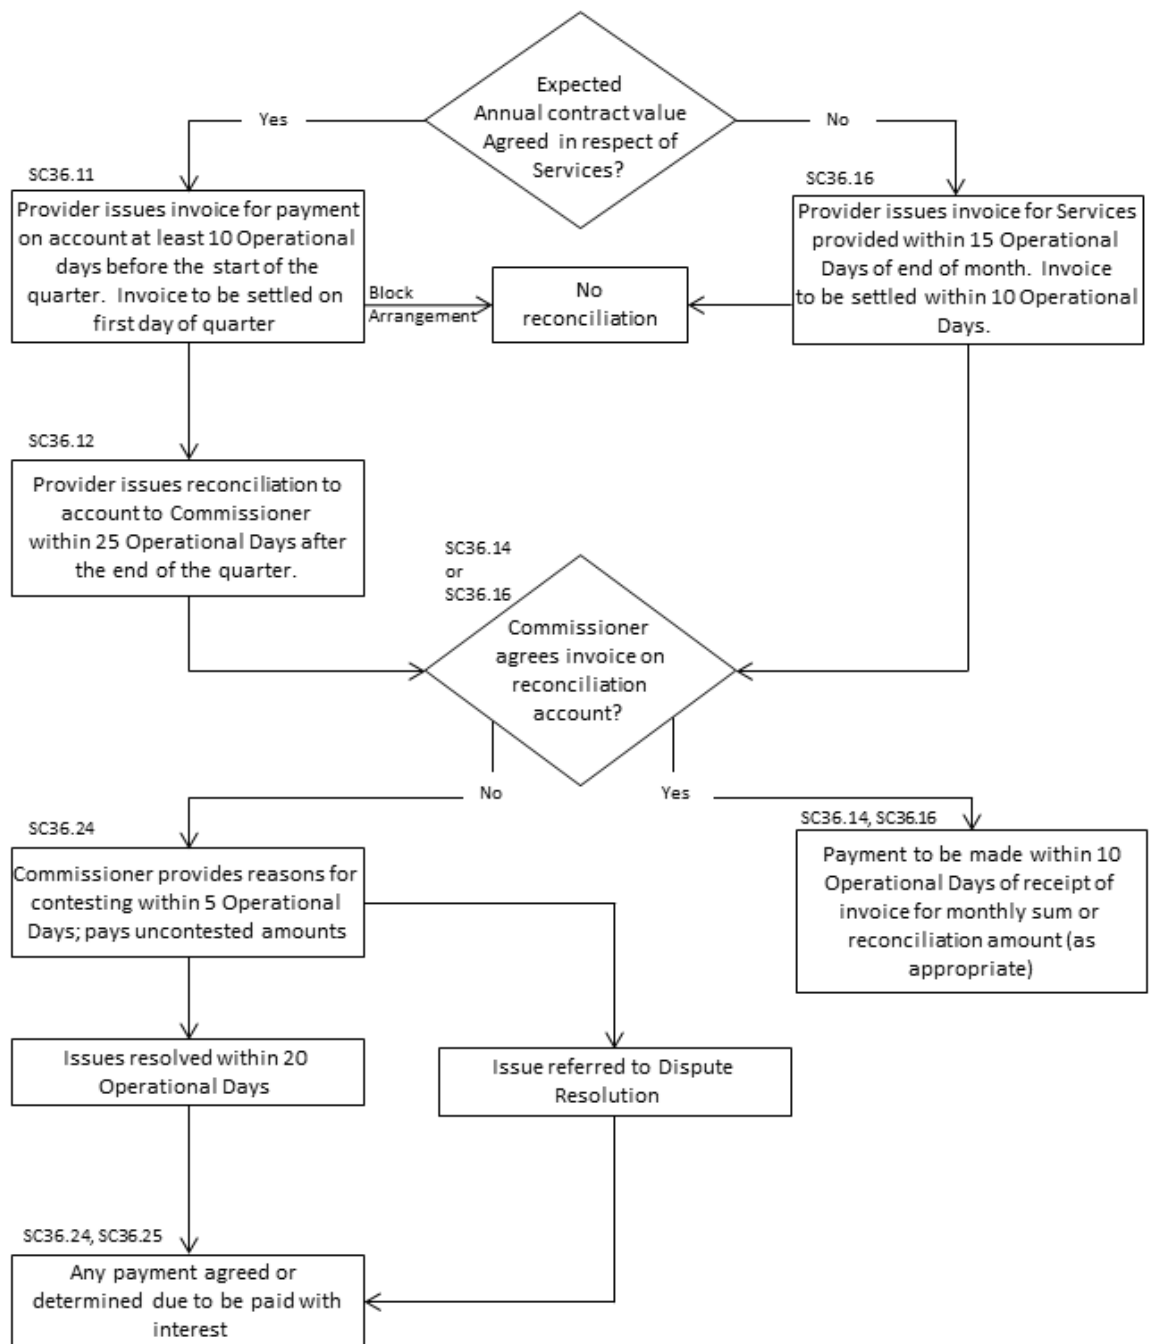 Expected
Annual contract value
Agreed in respect of
Services?
Yes
No
SC36.11
Provider issues invoice for payment
on account at least 10 Operational
days before the start of the
quarter. Invoice to be settled on
first day of quarter
Block
Arrangement
No
reconciliation
SC36.16
Provider issues invoice for Services
provided within 15 Operational
Days of end of month. Invoice
to be settled within 10 Operational
Days.
SC36.12
Provider issues reconciliation to
account to Commissioner
within 25 Operational Days after
the end of the quarter.
SC36.14
or
SC36.16
Commissioner
agrees invoice on
reconciliation
account?
No
Yes
SC36.24
Commissioner provides reasons for
contesting within 5 Operational
Days; pays uncontested amounts
SC36.14, SC36.16
Payment to be made within 10
Operational Days of receipt of
invoice for monthly sum or
reconciliation amount (as
appropriate)
Issues resolved within 20
Operational Days
Issue referred to Dispute
Resolution
SC36.24, SC36.25
Any payment agreed or
determined due to be paid with
interest